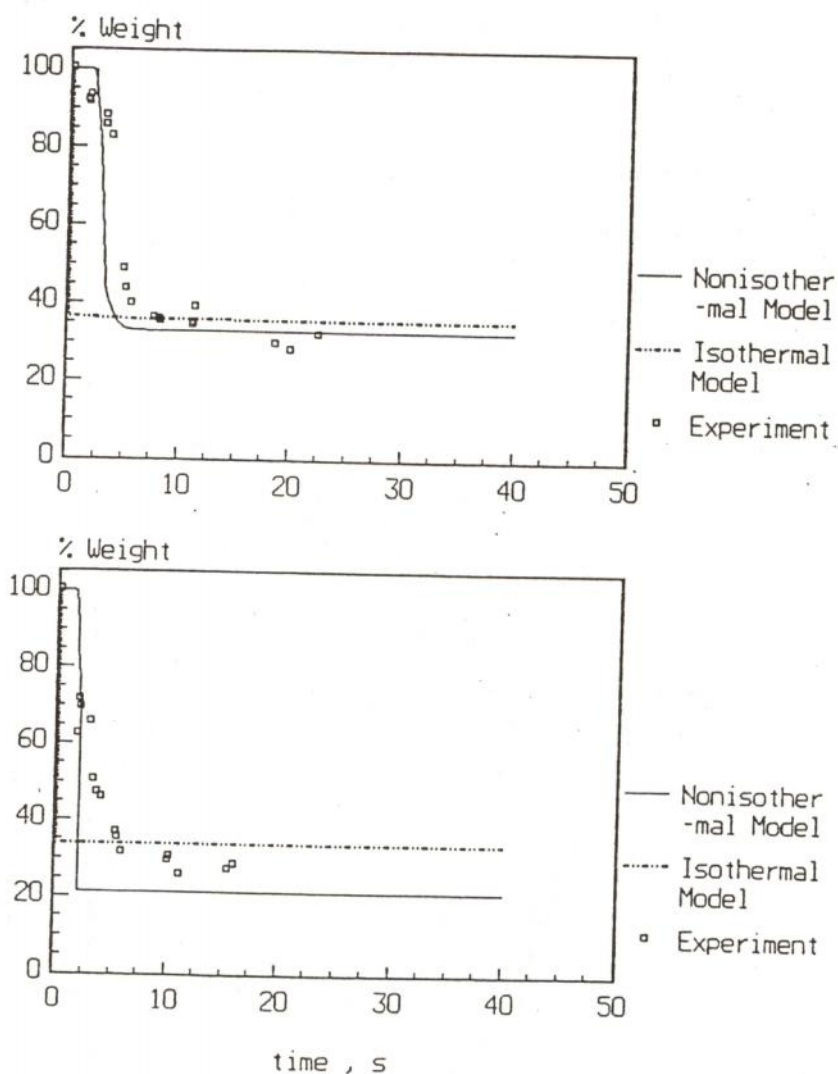 % Weight
100
80
60
40
20
0
0 10 20 30 40 50
Nonisother
-mal Model
Isothermal
Model
Experiment
% Weight
100
80
60
40
20
0
0 10 20 30 40 50
Nonisother
-mal Model
Isothermal
Model
Experiment
time , s